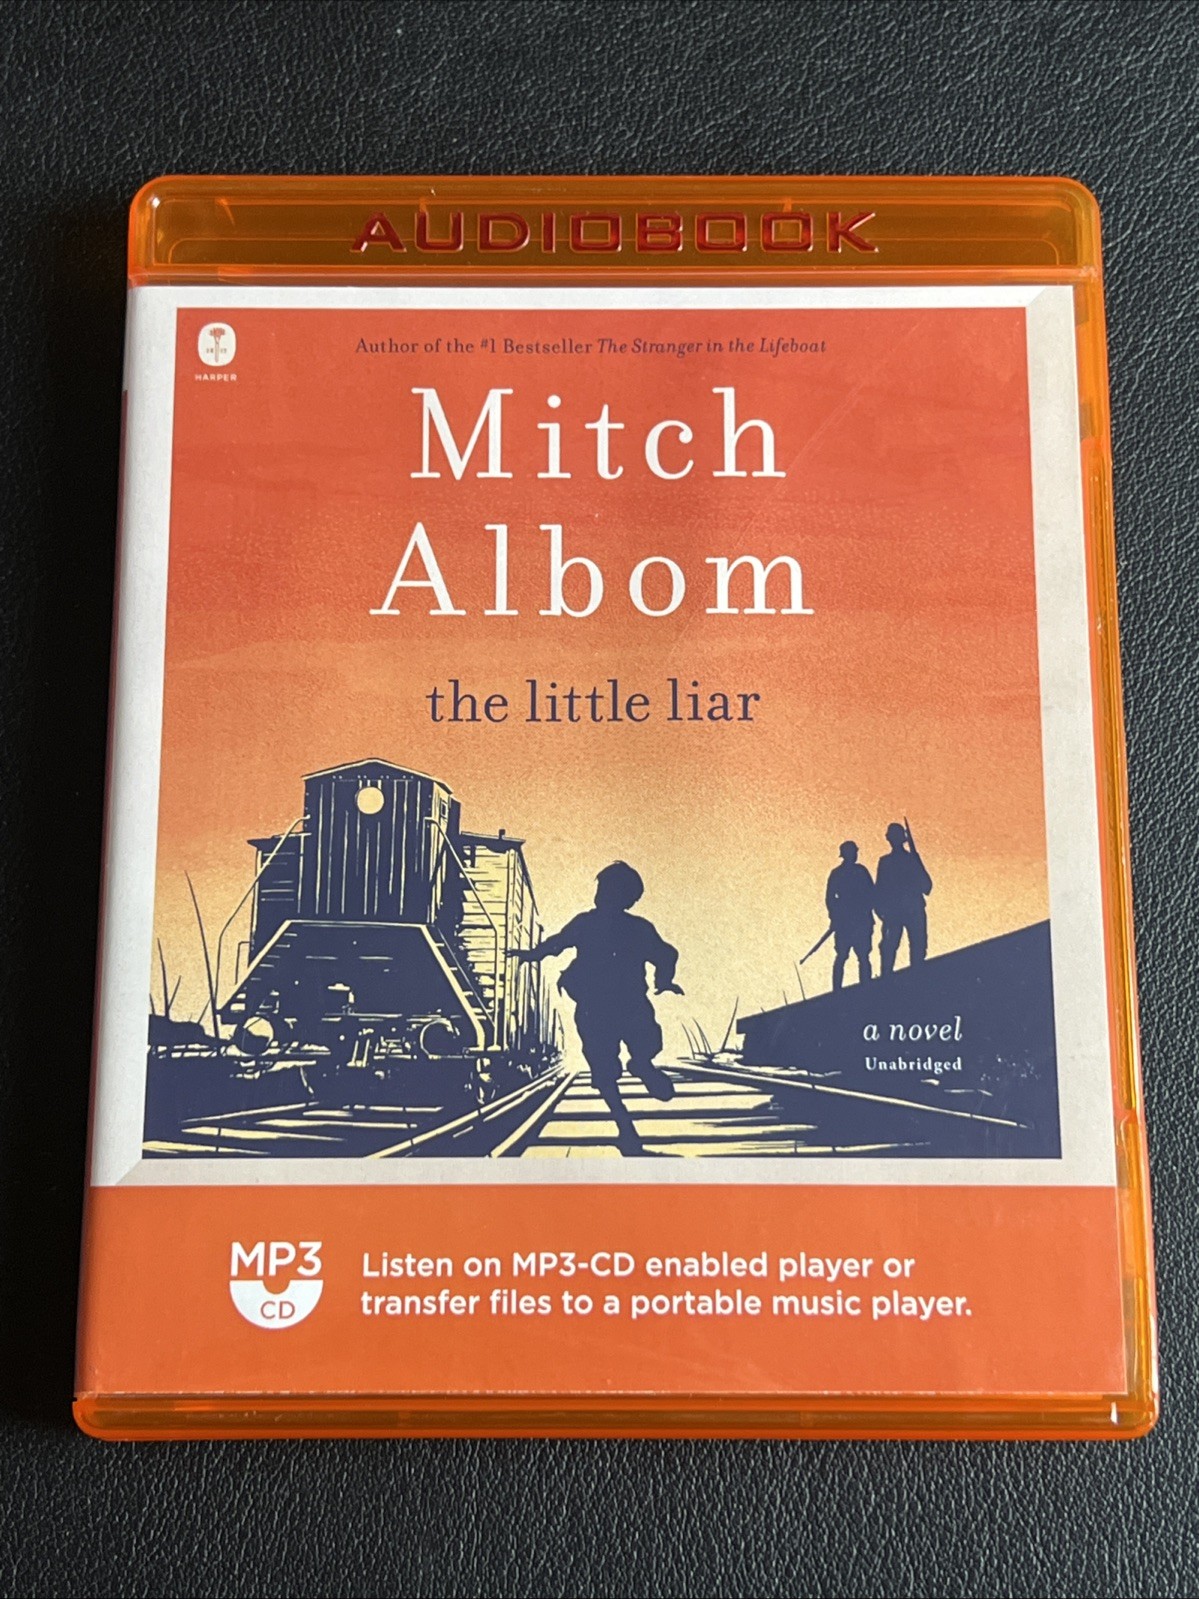 AUDIOBOOK
HARPER
Author of the #1 Bestseller The Stranger in the Lifeboat
Mitch
Albom
the little liar
a novel
Unabridged
MP3
CD
Listen on MP3-CD enabled player or
transfer files to a portable music player.